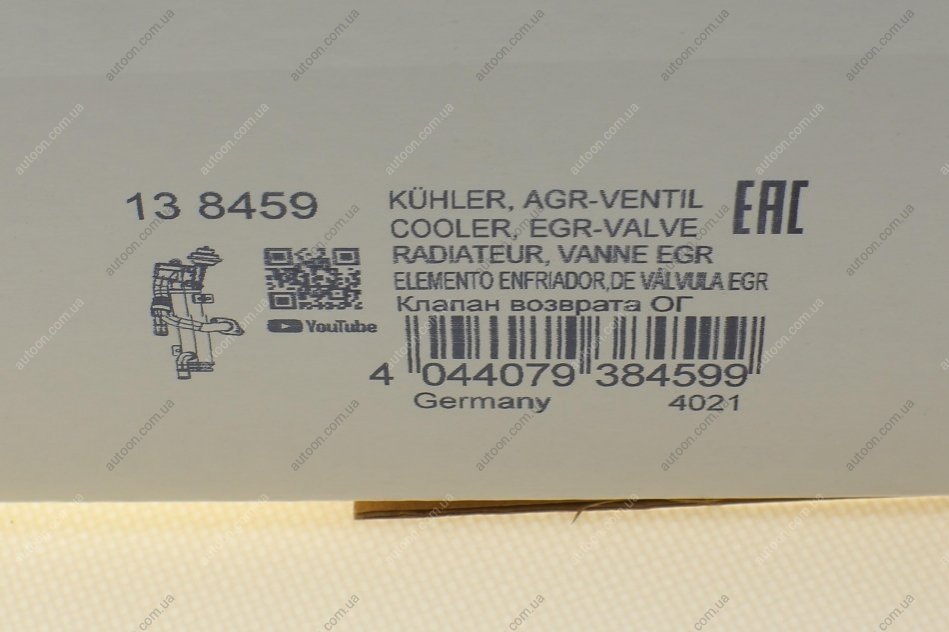 13 8459
KÜHLER, AGR-VENTIL
COOLER, EGR-VALVE
RADIATEUR, VANNE EGR
ELEMENTO ENFRIADOR,DE VÁLVULA EGR
Клапан возврата ОГ
EAC
YouTube
4 044079 384599
Germany 4021
autoon.com.ua